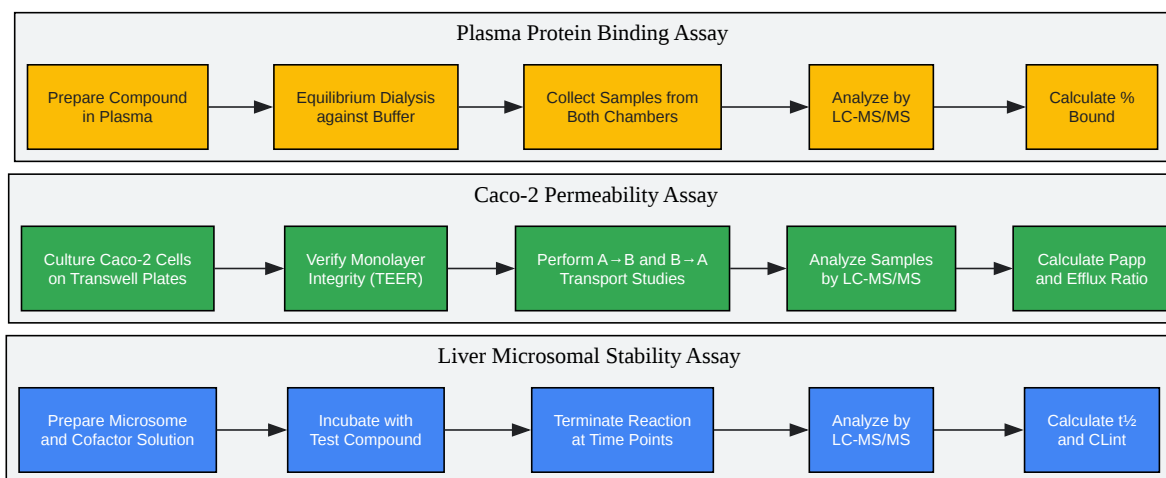 Plasma Protein Binding Assay
Prepare Compound
in Plasma
Equilibrium Dialysis
against Buffer
Collect Samples from
Both Chambers
Analyze by
LC-MS/MS
Calculate %
Bound
Caco-2 Permeability Assay
Culture Caco-2 Cells
on Transwell Plates
Verify Monolayer
Integrity (TEER)
Perform A→B and B→A
Transport Studies
Analyze Samples
by LC-MS/MS
Calculate Papp
and Efflux Ratio
Liver Microsomal Stability Assay
Prepare Microsome
and Cofactor Solution
Incubate with
Test Compound
Terminate Reaction
at Time Points
Analyze by
LC-MS/MS
Calculate t½
and CLint